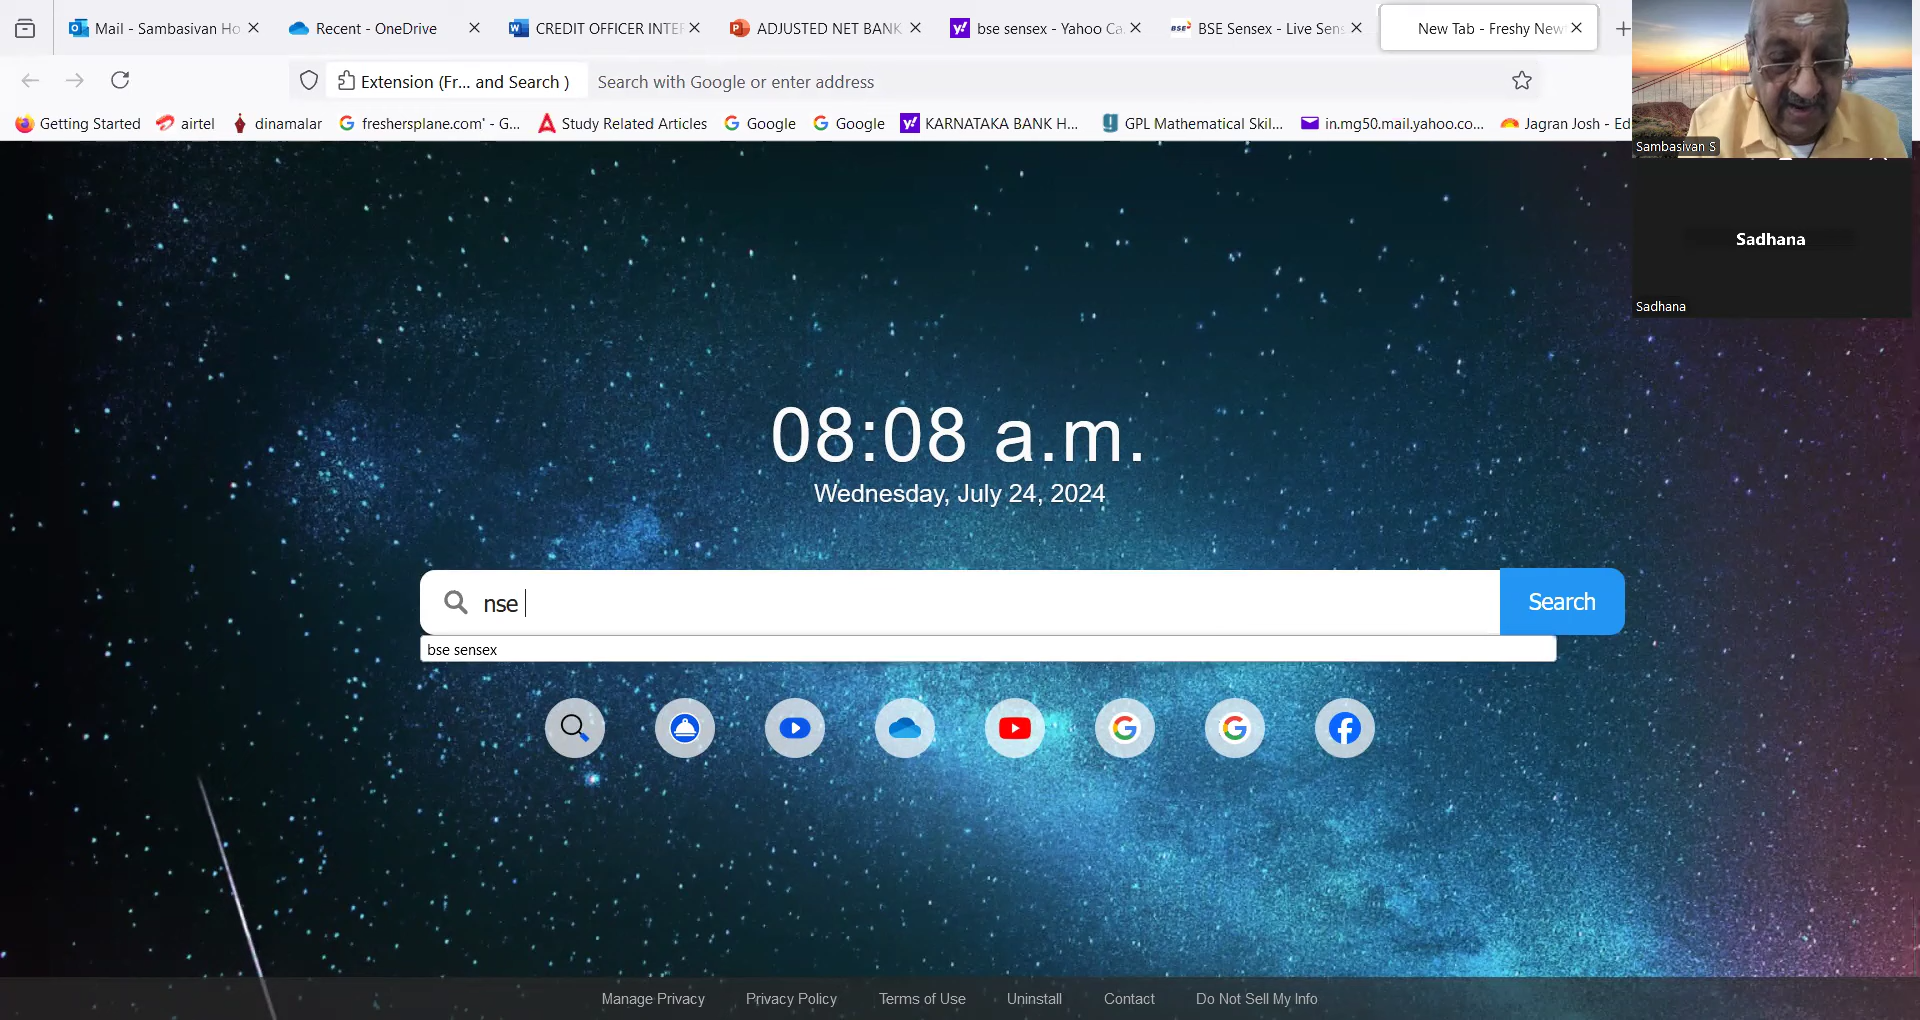 Mail - Sambasivan Ho
Recent - OneDrive
CREDIT OFFICER INTER
ADJUSTED NET BANK
bse sensex - Yahoo Ca
BSE Sensex - Live Sens
New Tab - Freshy New
Extension (Fr... and Search )
Search with Google or enter address
Getting Started
airtel
dinamalar
freshersplane.com' - G...
Study Related Articles
Google
Google
KARNATAKA BANK H...
GPL Mathematical Skil...
in.mg50.mail.yahoo.co...
Jagran Josh - Ed
Sambasivan S
Sadhana
Sadhana
08:08 a.m.
Wednesday, July 24, 2024
nse
Search
bse sensex
Manage Privacy
Privacy Policy
Terms of Use
Uninstall
Contact
Do Not Sell My Info